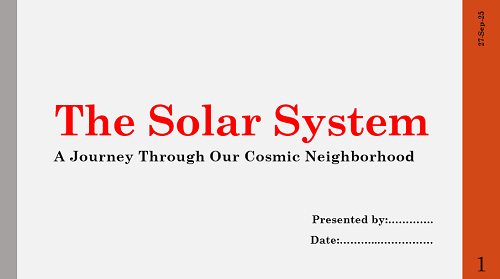 27-Sep-25
The Solar System
A Journey Through Our Cosmic Neighborhood
Presented by:.............
Date:...........................
1